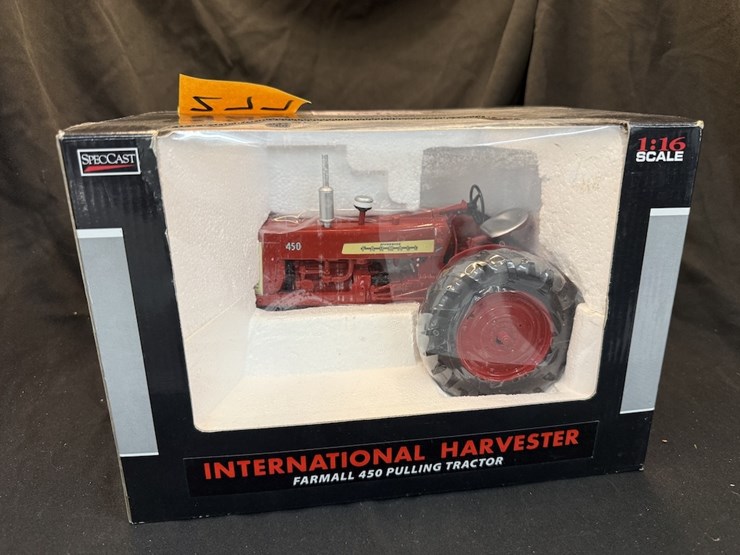 SPECCAST
1:16
SCALE
450
INTERNATIONAL HARVESTER
FARMALL 450 PULLING TRACTOR